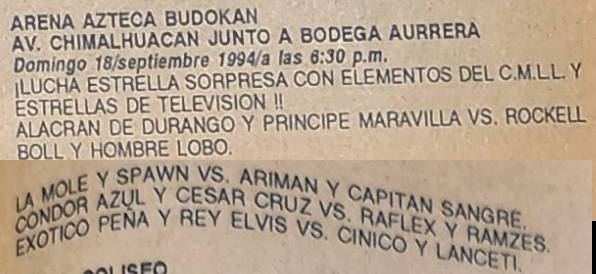 ARENA AZTECA BUDOKAN
AV. CHIMALHUACAN JUNTO A BODEGA AURRERA
Domingo 18/septiembre 1994/a las 6:30 p.m.
¡LUCHA ESTRELLA SORPRESA CON ELEMENTOS DEL C.M.L.L. Y
ESTRELLAS DE TELEVISION !!
ALACRAN DE DURANGO Y PRINCIPE MARAVILLA VS. ROCKELL
BOLL Y HOMBRE LOBO.
LA MOLE Y SPAWN VS. ARIMAN Y CAPITAN SANGRE.
CONDOR AZUL Y CESAR CRUZ VS. RAFLEX Y RAMZES.
EXOTICO PEÑA Y REY ELVIS VS. CINICO Y LANCETI.
COLISEO